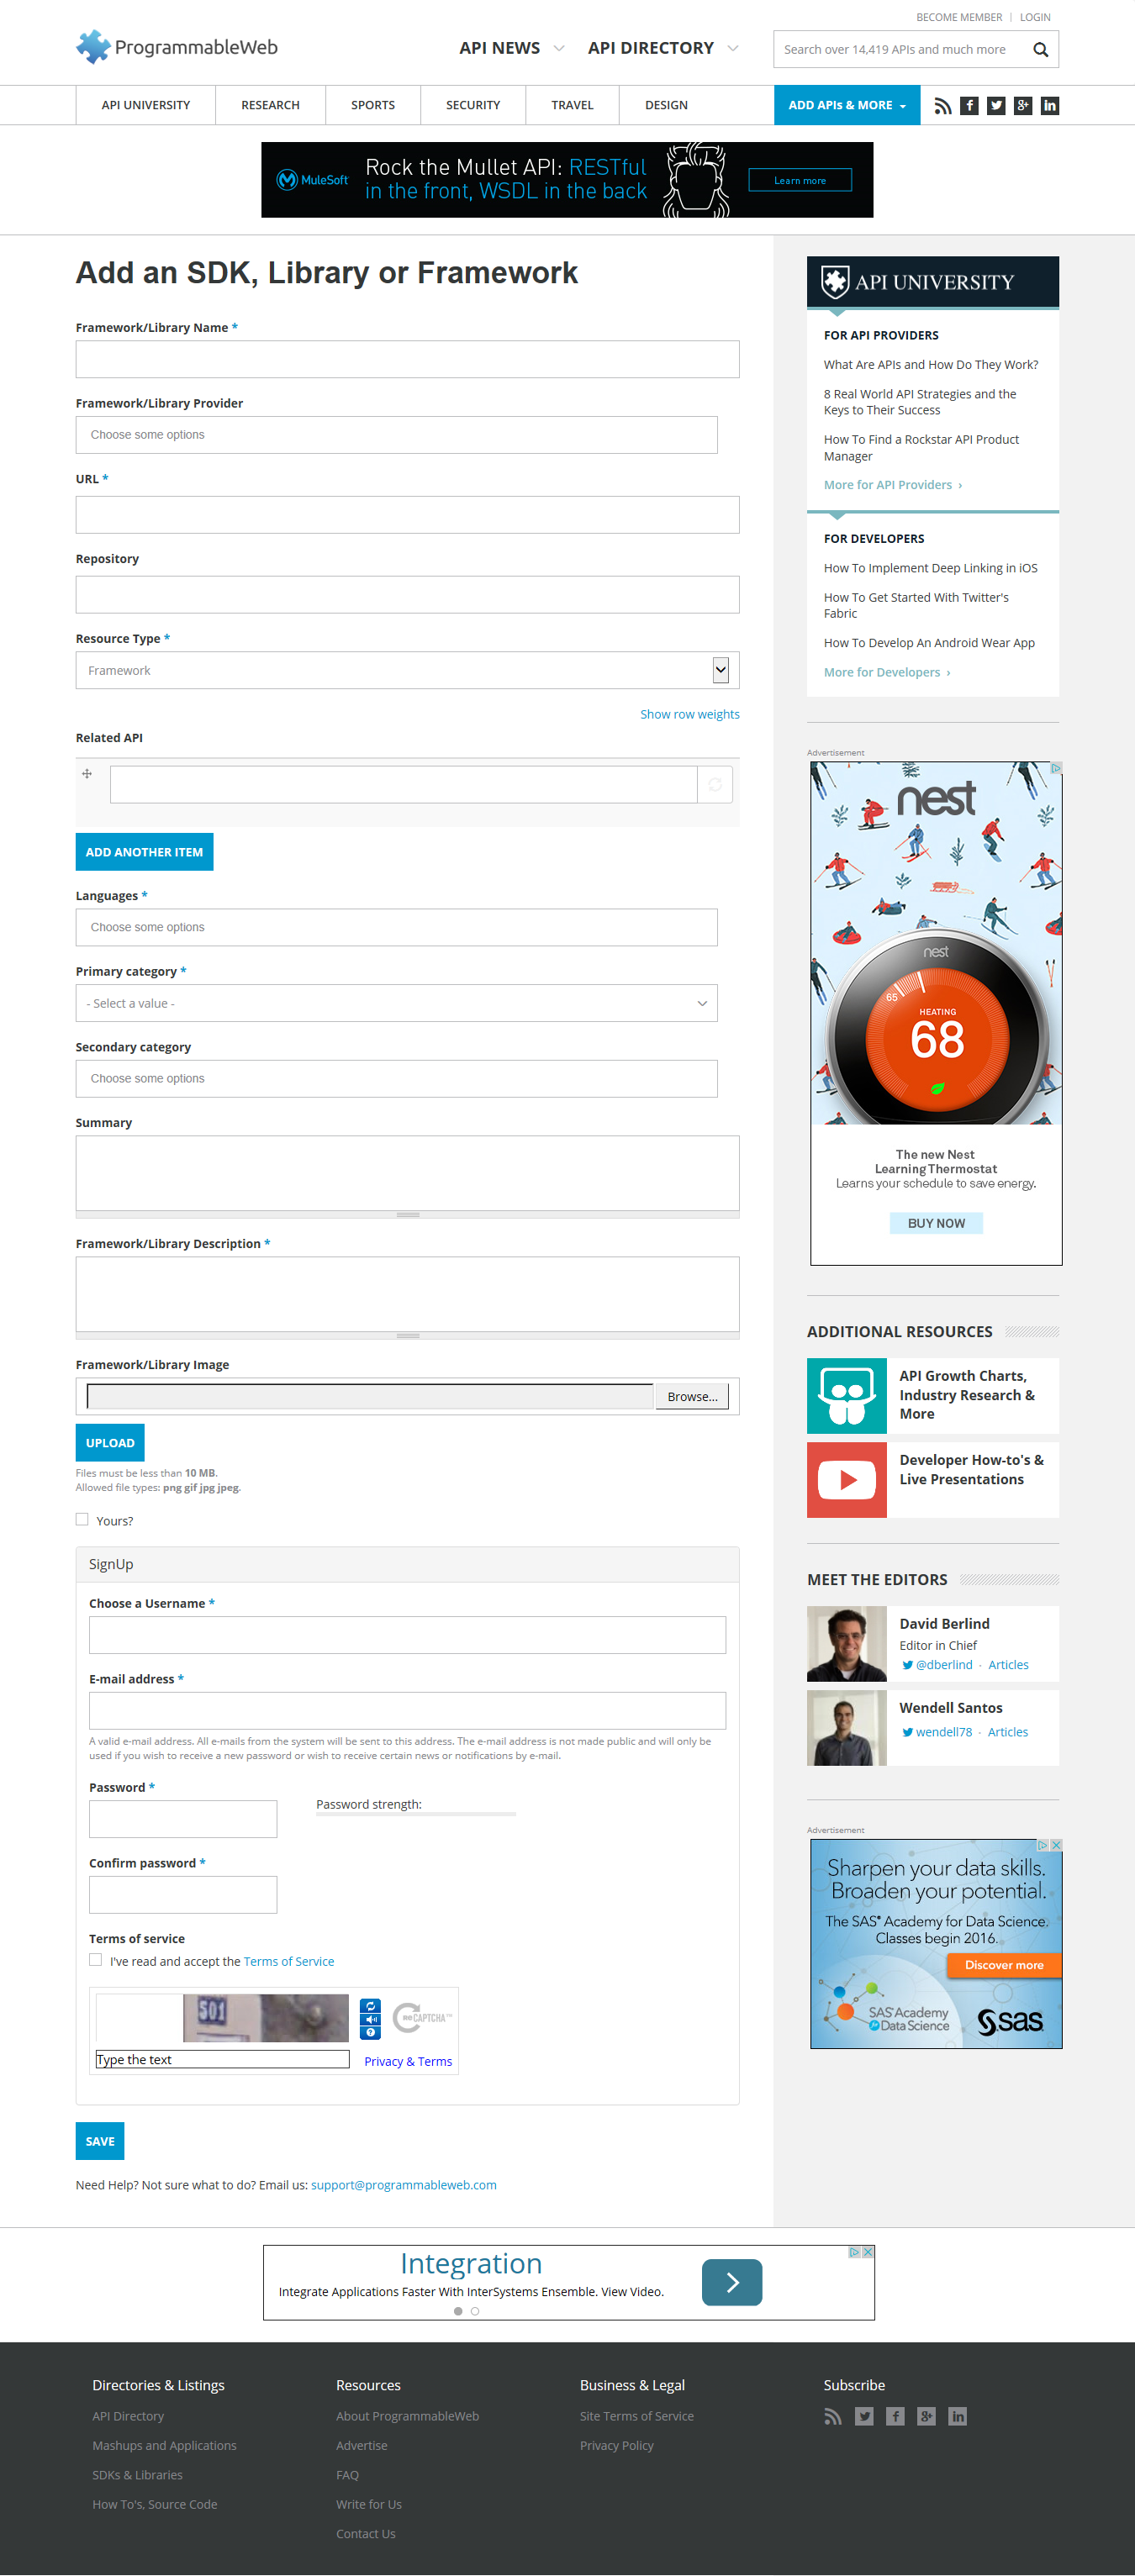 BECOME MEMBER | LOGIN
ProgrammableWeb
API NEWS
API DIRECTORY
Search over 14,419 APIs and much more
API UNIVERSITY
RESEARCH
SPORTS
SECURITY
TRAVEL
DESIGN
ADD APIs & MORE
MuleSoft
Rock the Mullet API: RESTful
in the front, WSDL in the back
Learn more
Add an SDK, Library or Framework
Framework/Library Name *
Framework/Library Provider
Choose some options
URL *
Repository
Resource Type *
Framework
Show row weights
Related API
ADD ANOTHER ITEM
Languages *
Choose some options
Primary category *
- Select a value -
Secondary category
Choose some options
Summary
Framework/Library Description *
Framework/Library Image
Browse...
UPLOAD
Files must be less than 10 MB.
Allowed file types: png gif jpg jpeg.
Yours?
SignUp
Choose a Username *
E-mail address *
A valid e-mail address. All e-mails from the system will be sent to this address. The e-mail address is not made public and will only be
used if you wish to receive a new password or wish to receive certain news or notifications by e-mail.
Password *
Password strength:
Confirm password *
Terms of service
I've read and accept the Terms of Service
501
reCAPTCHA™
Type the text
Privacy & Terms
SAVE
Need Help? Not sure what to do? Email us: support@programmableweb.com
API UNIVERSITY
FOR API PROVIDERS
What Are APIs and How Do They Work?
8 Real World API Strategies and the
Keys to Their Success
How To Find a Rockstar API Product
Manager
More for API Providers ›
FOR DEVELOPERS
How To Implement Deep Linking in iOS
How To Get Started With Twitter's
Fabric
How To Develop An Android Wear App
More for Developers ›
Advertisement
nest
nest
65
HEATING
68
The new Nest
Learning Thermostat
Learns your schedule to save energy.
BUY NOW
ADDITIONAL RESOURCES
API Growth Charts,
Industry Research &
More
Developer How-to's &
Live Presentations
MEET THE EDITORS
David Berlind
Editor in Chief
@dberlind · Articles
Wendell Santos
wendell78 · Articles
Advertisement
Sharpen your data skills.
Broaden your potential.
The SAS® Academy for Data Science.
Classes begin 2016.
Discover more
SAS Academy
for Data Science
sas
Integration
Integrate Applications Faster With InterSystems Ensemble. View Video.
Directories & Listings
API Directory
Mashups and Applications
SDKs & Libraries
How To's, Source Code
Resources
About ProgrammableWeb
Advertise
FAQ
Write for Us
Contact Us
Business & Legal
Site Terms of Service
Privacy Policy
Subscribe